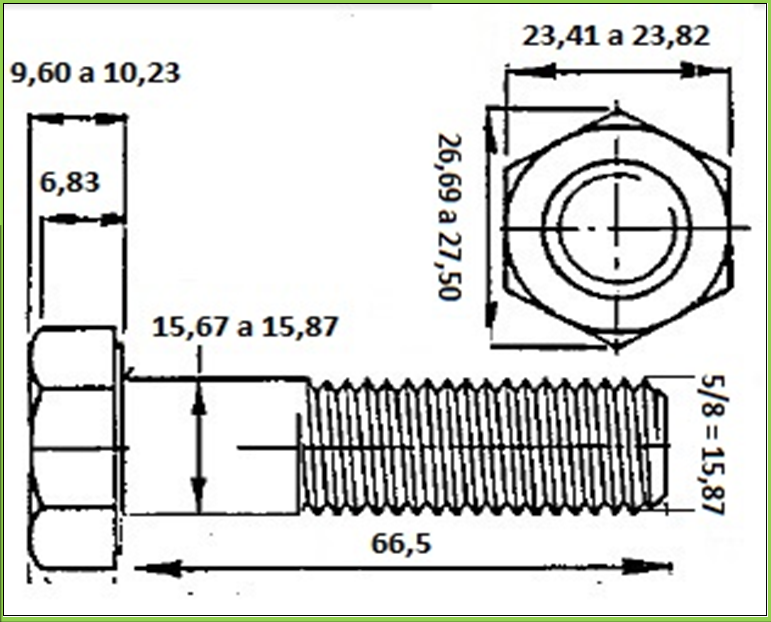 23,41 a 23,82
9,60 a 10,23
6,83
26,69 a 27,50
15,67 a 15,87
5/8 = 15,87
66,5